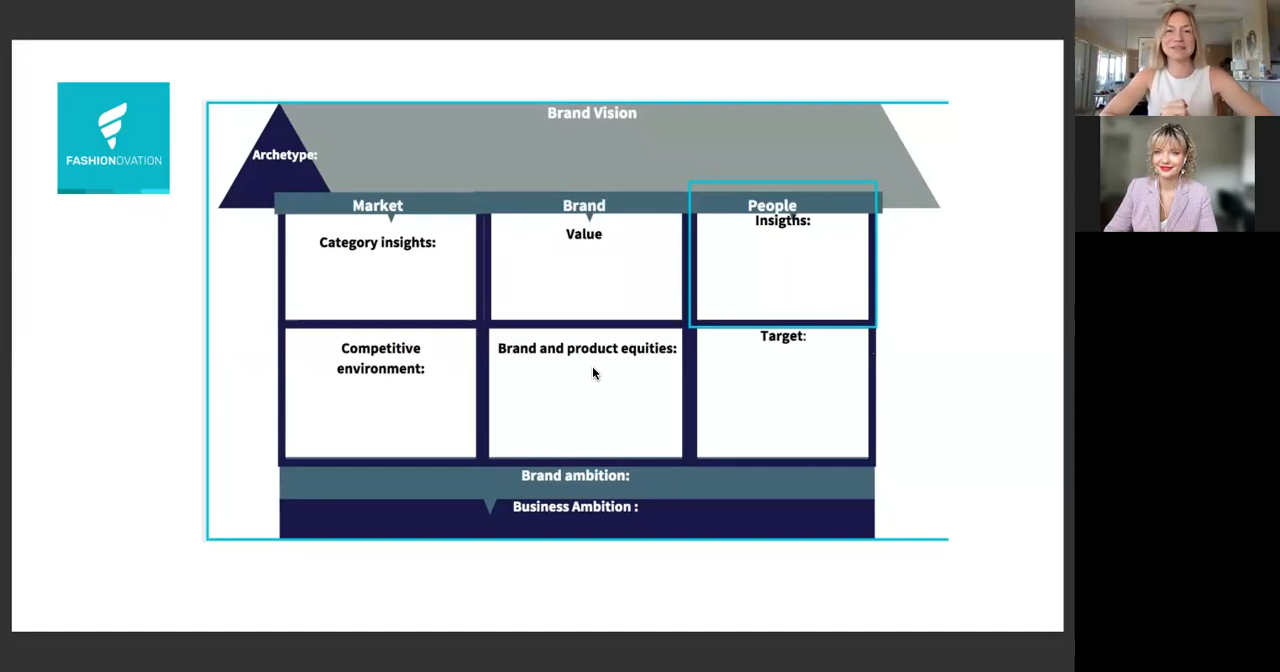 FASHIONOVATION
Brand Vision
Archetype:
Market
Brand
People
Category insights:
Value
Insigths:
Competitive
environment:
Brand and product equities:
Target:
Brand ambition:
Business Ambition :